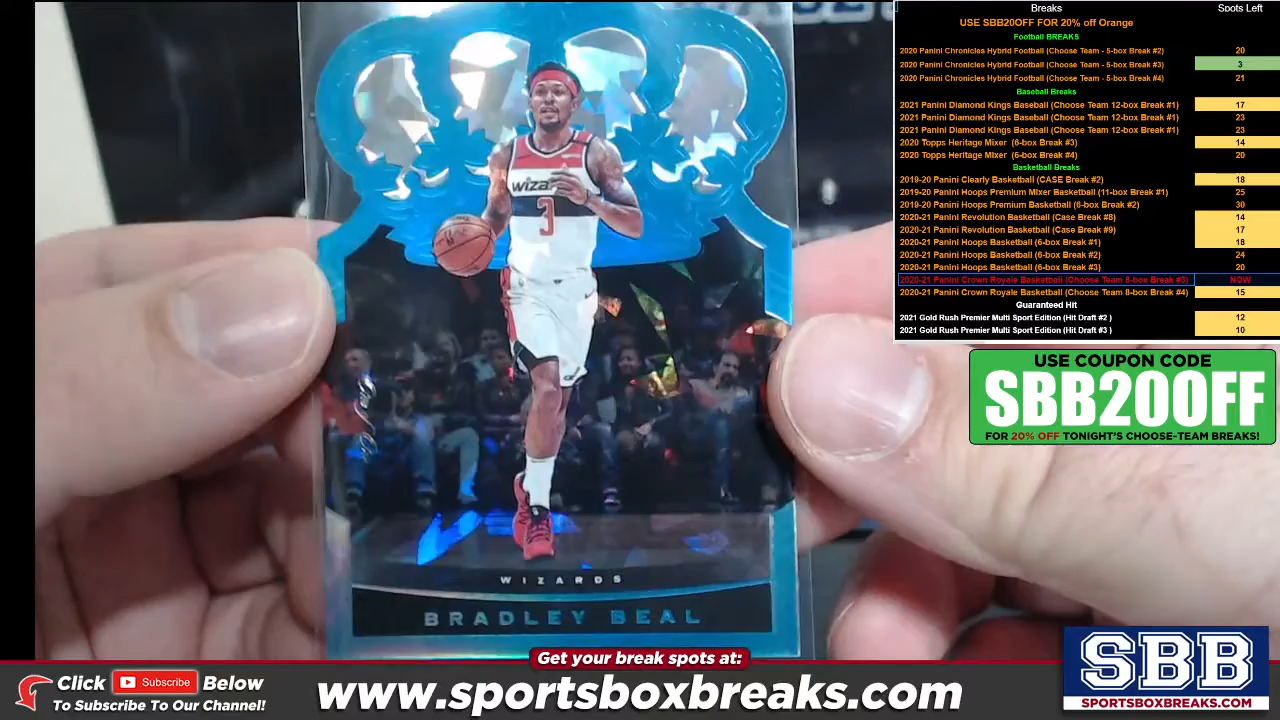 Breaks Spots Left
USE SBB20OFF FOR 20% off Orange
Football BREAKS
2020 Panini Chronicles Hybrid Football (Choose Team - 5-box Break #2) 20
2020 Panini Chronicles Hybrid Football (Choose Team - 5-box Break #3) 3
2020 Panini Chronicles Hybrid Football (Choose Team - 5-box Break #4) 21
Baseball Breaks
2021 Panini Diamond Kings Baseball (Choose Team 12-box Break #1) 17
2021 Panini Diamond Kings Baseball (Choose Team 12-box Break #1) 23
2021 Panini Diamond Kings Baseball (Choose Team 12-box Break #1) 23
2020 Topps Heritage Mixer (6-box Break #3) 14
2020 Topps Heritage Mixer (6-box Break #4) 20
Basketball Breaks
2019-20 Panini Clearly Basketball (CASE Break #2) 18
2019-20 Panini Hoops Premium Mixer Basketball (11-box Break #1) 25
2019-20 Panini Hoops Premium Basketball (6-box Break #2) 30
2020-21 Panini Revolution Basketball (Case Break #8) 14
2020-21 Panini Revolution Basketball (Case Break #9) 17
2020-21 Panini Hoops Basketball (6-box Break #1) 18
2020-21 Panini Hoops Basketball (6-box Break #2) 24
2020-21 Panini Hoops Basketball (6-box Break #3) 20
2020-21 Panini Crown Royale Basketball (Choose Team 8-box Break #3) NOW
2020-21 Panini Crown Royale Basketball (Choose Team 8-box Break #4) 15
Guaranteed Hit
2021 Gold Rush Premier Multi Sport Edition (Hit Draft #2 ) 12
2021 Gold Rush Premier Multi Sport Edition (Hit Draft #3 ) 10
USE COUPON CODE
SBB20OFF
FOR 20% OFF TONIGHT'S CHOOSE-TEAM BREAKS!
wizar
3
WIZARDS
BRADLEY BEAL
Get your break spots at:
Click Subscribe Below
To Subscribe To Our Channel!
www.sportsboxbreaks.com
SBB
SPORTSBOXBREAKS.COM